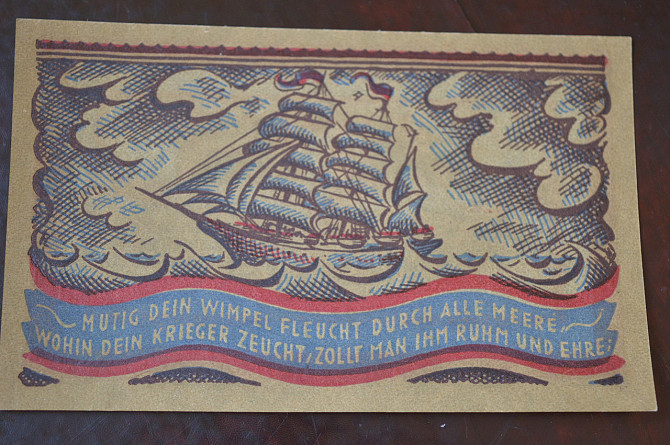 MUTIG DEIN WIMPEL FLEUCHT DURCH ALLE MEERE,
WOHIN DEIN KRIEGER ZEUCHT, ZOLLT MAN IHM RUHM UND EHRE: